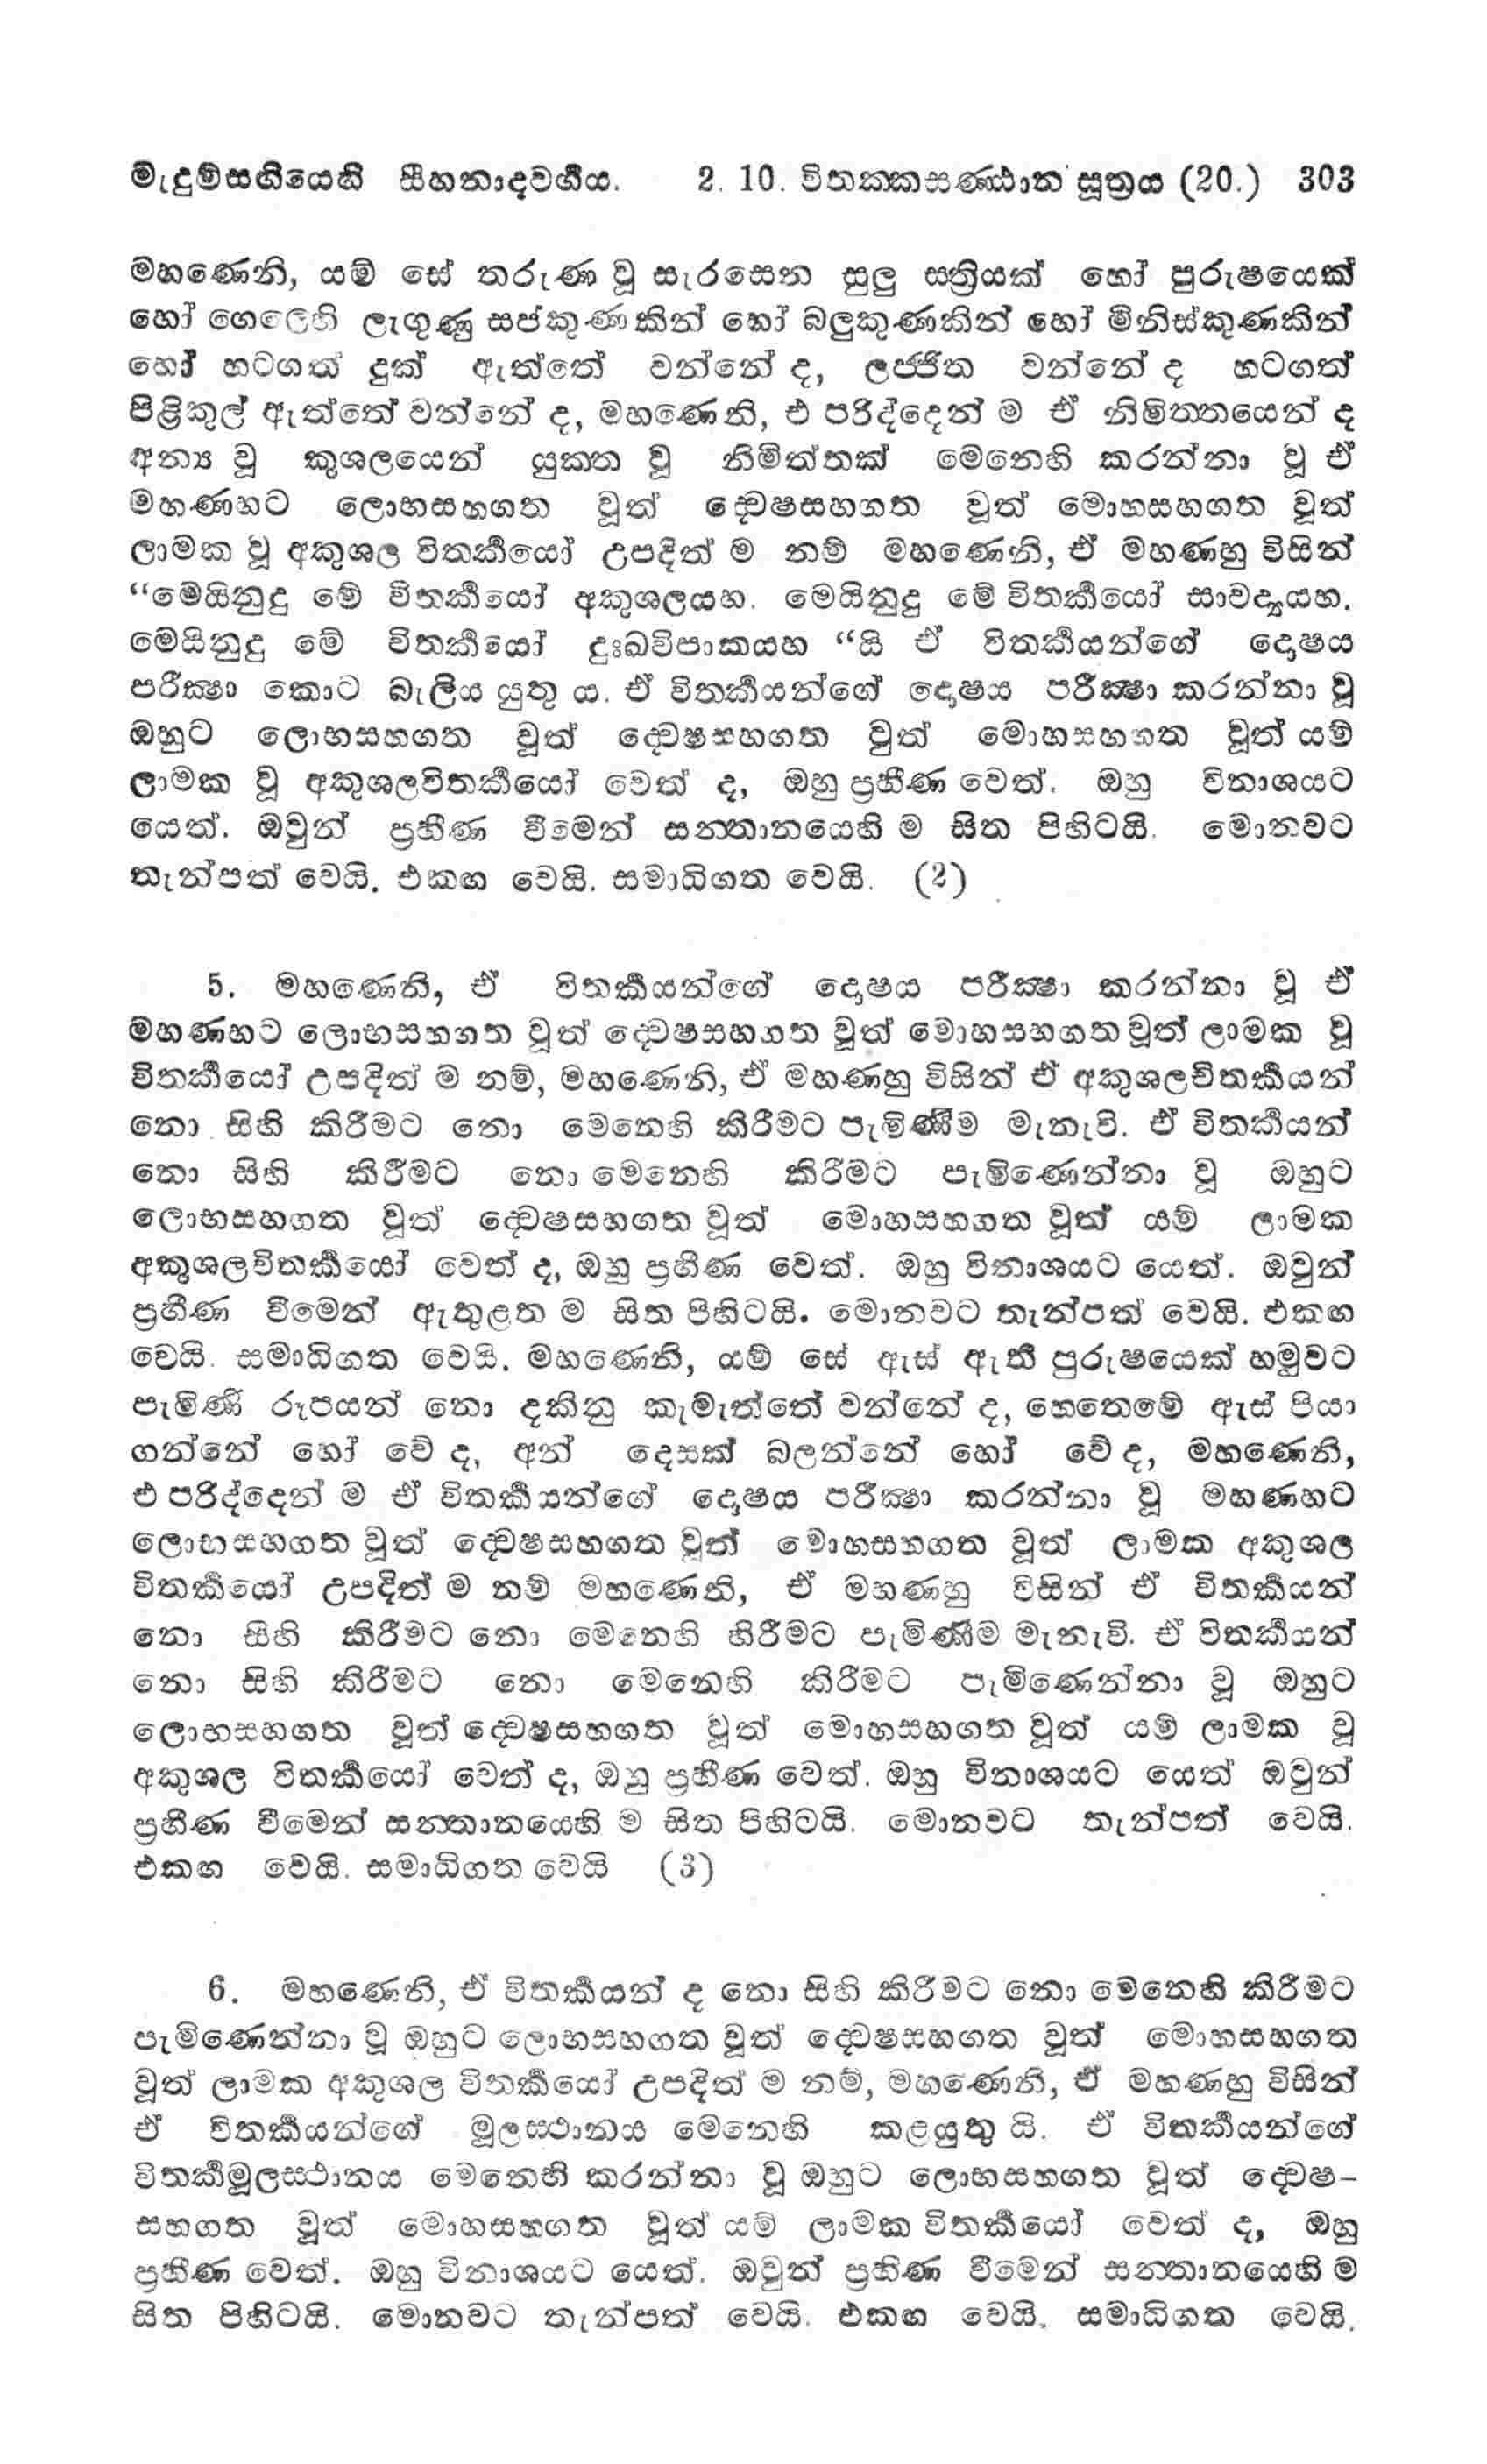 මැදුම්සඟියෙහි සීහනාදවර්‍ගය. 2. 10. විතක්කසණ්ඨාන සූත්‍රය (20.) 303
මහණෙනි, යම් සේ තරුණ වූ සැරසෙන සුලු ස්ත්‍රියක් හෝ පුරුෂයෙක්
හෝ ගෙලෙහි ලැගුණු සප්කුණකින් හෝ බලුකුණකින් හෝ මිනිස්කුණකින්
හෝ හටගත් දුක් ඇත්තේ වන්නේ ද, ලජ්ජිත වන්නේ ද හටගත්
පිළිකුල් ඇත්තේ වන්නේ ද, මහණෙනි, එ පරිද්දෙන් ම ඒ නිමිත්තයෙන් ද
අන්‍ය වූ කුශලයෙන් යුක්ත වූ නිමිත්තක් මෙනෙහි කරන්නා වූ ඒ
මහණහට ලොභසහගත වූත් ද්වෙෂසහගත වූත් මොහසහගත වූත්
ලාමක වූ අකුශල විතර්‍කයෝ උපදිත් ම නම් මහණෙනි, ඒ මහණහු විසින්
“මෙයිනුදු මේ විතර්‍කයෝ අකුශලයහ. මෙයිනුදු මේ විතර්‍කයෝ සාවද්‍යයහ.
මෙයිනුදු මේ විතර්‍කයෝ දුඃඛවිපාකයහ “යි ඒ විතර්‍කයන්ගේ දොෂය
පරීක්‍ෂා කොට බැලිය යුතු ය. ඒ විතර්‍කයන්ගේ දොෂය පරීක්‍ෂා කරන්නා වූ
ඔහුට ලොභසහගත වූත් ද්වෙෂසහගත වූත් මොහසහගත වූත් යම්
ලාමක වූ අකුශලවිතර්‍කයෝ වෙත් ද, ඔහු ප්‍රහීණ වෙත්. ඔහු විනාශයට
යෙත්. ඔවුන් ප්‍රහීණ වීමෙන් සන්තානයෙහි ම සිත පිහිටයි. මොනවට
තැන්පත් වෙයි. එකඟ වෙයි. සමාධිගත වෙයි. (2)
5. මහණෙනි, ඒ විතර්‍කයන්ගේ දොෂය පරීක්‍ෂා කරන්නා වූ ඒ
මහණහට ලොභසහගත වූත් ද්වෙෂසහගත වූත් මොහසහගත වූත් ලාමක වූ
විතර්‍කයෝ උපදිත් ම නම්, මහණෙනි, ඒ මහණහු විසින් ඒ අකුශලවිතර්‍කයන්
නො සිහි කිරීමට නො මෙනෙහි කිරීමට පැමිණීම මැනැවි. ඒ විතර්‍කයන්
නො සිහි කිරීමට නො මෙනෙහි කිරීමට පැමිණෙන්නා වූ ඔහුට
ලොභසහගත වූත් ද්වෙෂසහගත වූත් මොහසහගත වූත් යම් ලාමක
අකුශලවිතර්‍කයෝ වෙත් ද, ඔහු ප්‍රහීණ වෙත්. ඔහු විනාශයට යෙත්. ඔවුන්
ප්‍රහීණ වීමෙන් ඇතුළත ම සිත පිහිටයි. මොනවට තැන්පත් වෙයි. එකඟ
වෙයි. සමාධිගත වෙයි. මහණෙනි, යම් සේ ඇස් ඇති පුරුෂයෙක් හමුවට
පැමිණි රූපයන් නො දකිනු කැමැත්තේ වන්නේ ද, හෙතෙමේ ඇස් පියා
ගන්නේ හෝ වේ ද, අන් දෙසක් බලන්නේ හෝ වේ ද, මහණෙනි,
එ පරිද්දෙන් ම ඒ විතර්‍කයන්ගේ දොෂය පරීක්‍ෂා කරන්නා වූ මහණහට
ලොභසහගත වූත් ද්වෙෂසහගත වූත් මොහසහගත වූත් ලාමක අකුශල
විතර්‍කයෝ උපදිත් ම නම් මහණෙනි, ඒ මහණහු විසින් ඒ විතර්‍කයන්
නො සිහි කිරීමට නො මෙනෙහි හිරීමට පැමිණීම මැනැවි. ඒ විතර්‍කයන්
නො සිහි කිරීමට නො මෙනෙහි කිරීමට පැමිණෙන්නා වූ ඔහුට
ලොභසහගත වූත් ද්වෙෂසහගත වූත් මොහසහගත වූත් යම් ලාමක වූ
අකුශල විතර්‍කයෝ වෙත් ද, ඔහු ප්‍රහීණ වෙත්. ඔහු විනාශයට යෙත් ඔවුන්
ප්‍රහීණ වීමෙන් සන්තානයෙහි ම සිත පිහිටයි. මොනවට තැන්පත් වෙයි.
එකඟ වෙයි. සමාධිගත වෙයි (3)
6. මහණෙනි, ඒ විතර්‍කයන් ද නො සිහි කිරීමට නො මෙනෙහි කිරීමට
පැමිණෙන්නා වූ ඔහුට ලොභසහගත වූත් ද්වෙෂසහගත වූත් මොහසහගත
වූත් ලාමක අකුශල විතර්‍කයෝ උපදිත් ම නම්, මහණෙනි, ඒ මහණහු විසින්
ඒ විතර්‍කයන්ගේ මූලස්ථානය මෙනෙහි කළයුතු යි. ඒ විතර්‍කයන්ගේ
විතර්‍කමූලස්ථානය මෙනෙහි කරන්නා වූ ඔහුට ලොභසහගත වූත් ද්වෙෂ-
සහගත වූත් මොහසහගත වූත් යම් ලාමක විතර්‍කයෝ වෙත් ද, ඔහු
ප්‍රහීණ වෙත්. ඔහු විනාශයට යෙත්. ඔවුන් ප්‍රහිණ වීමෙන් සන්තානයෙහි ම
සිත පිහිටයි. මොනවට තැන්පත් වෙයි. එකඟ වෙයි. සමාධිගත වෙයි.